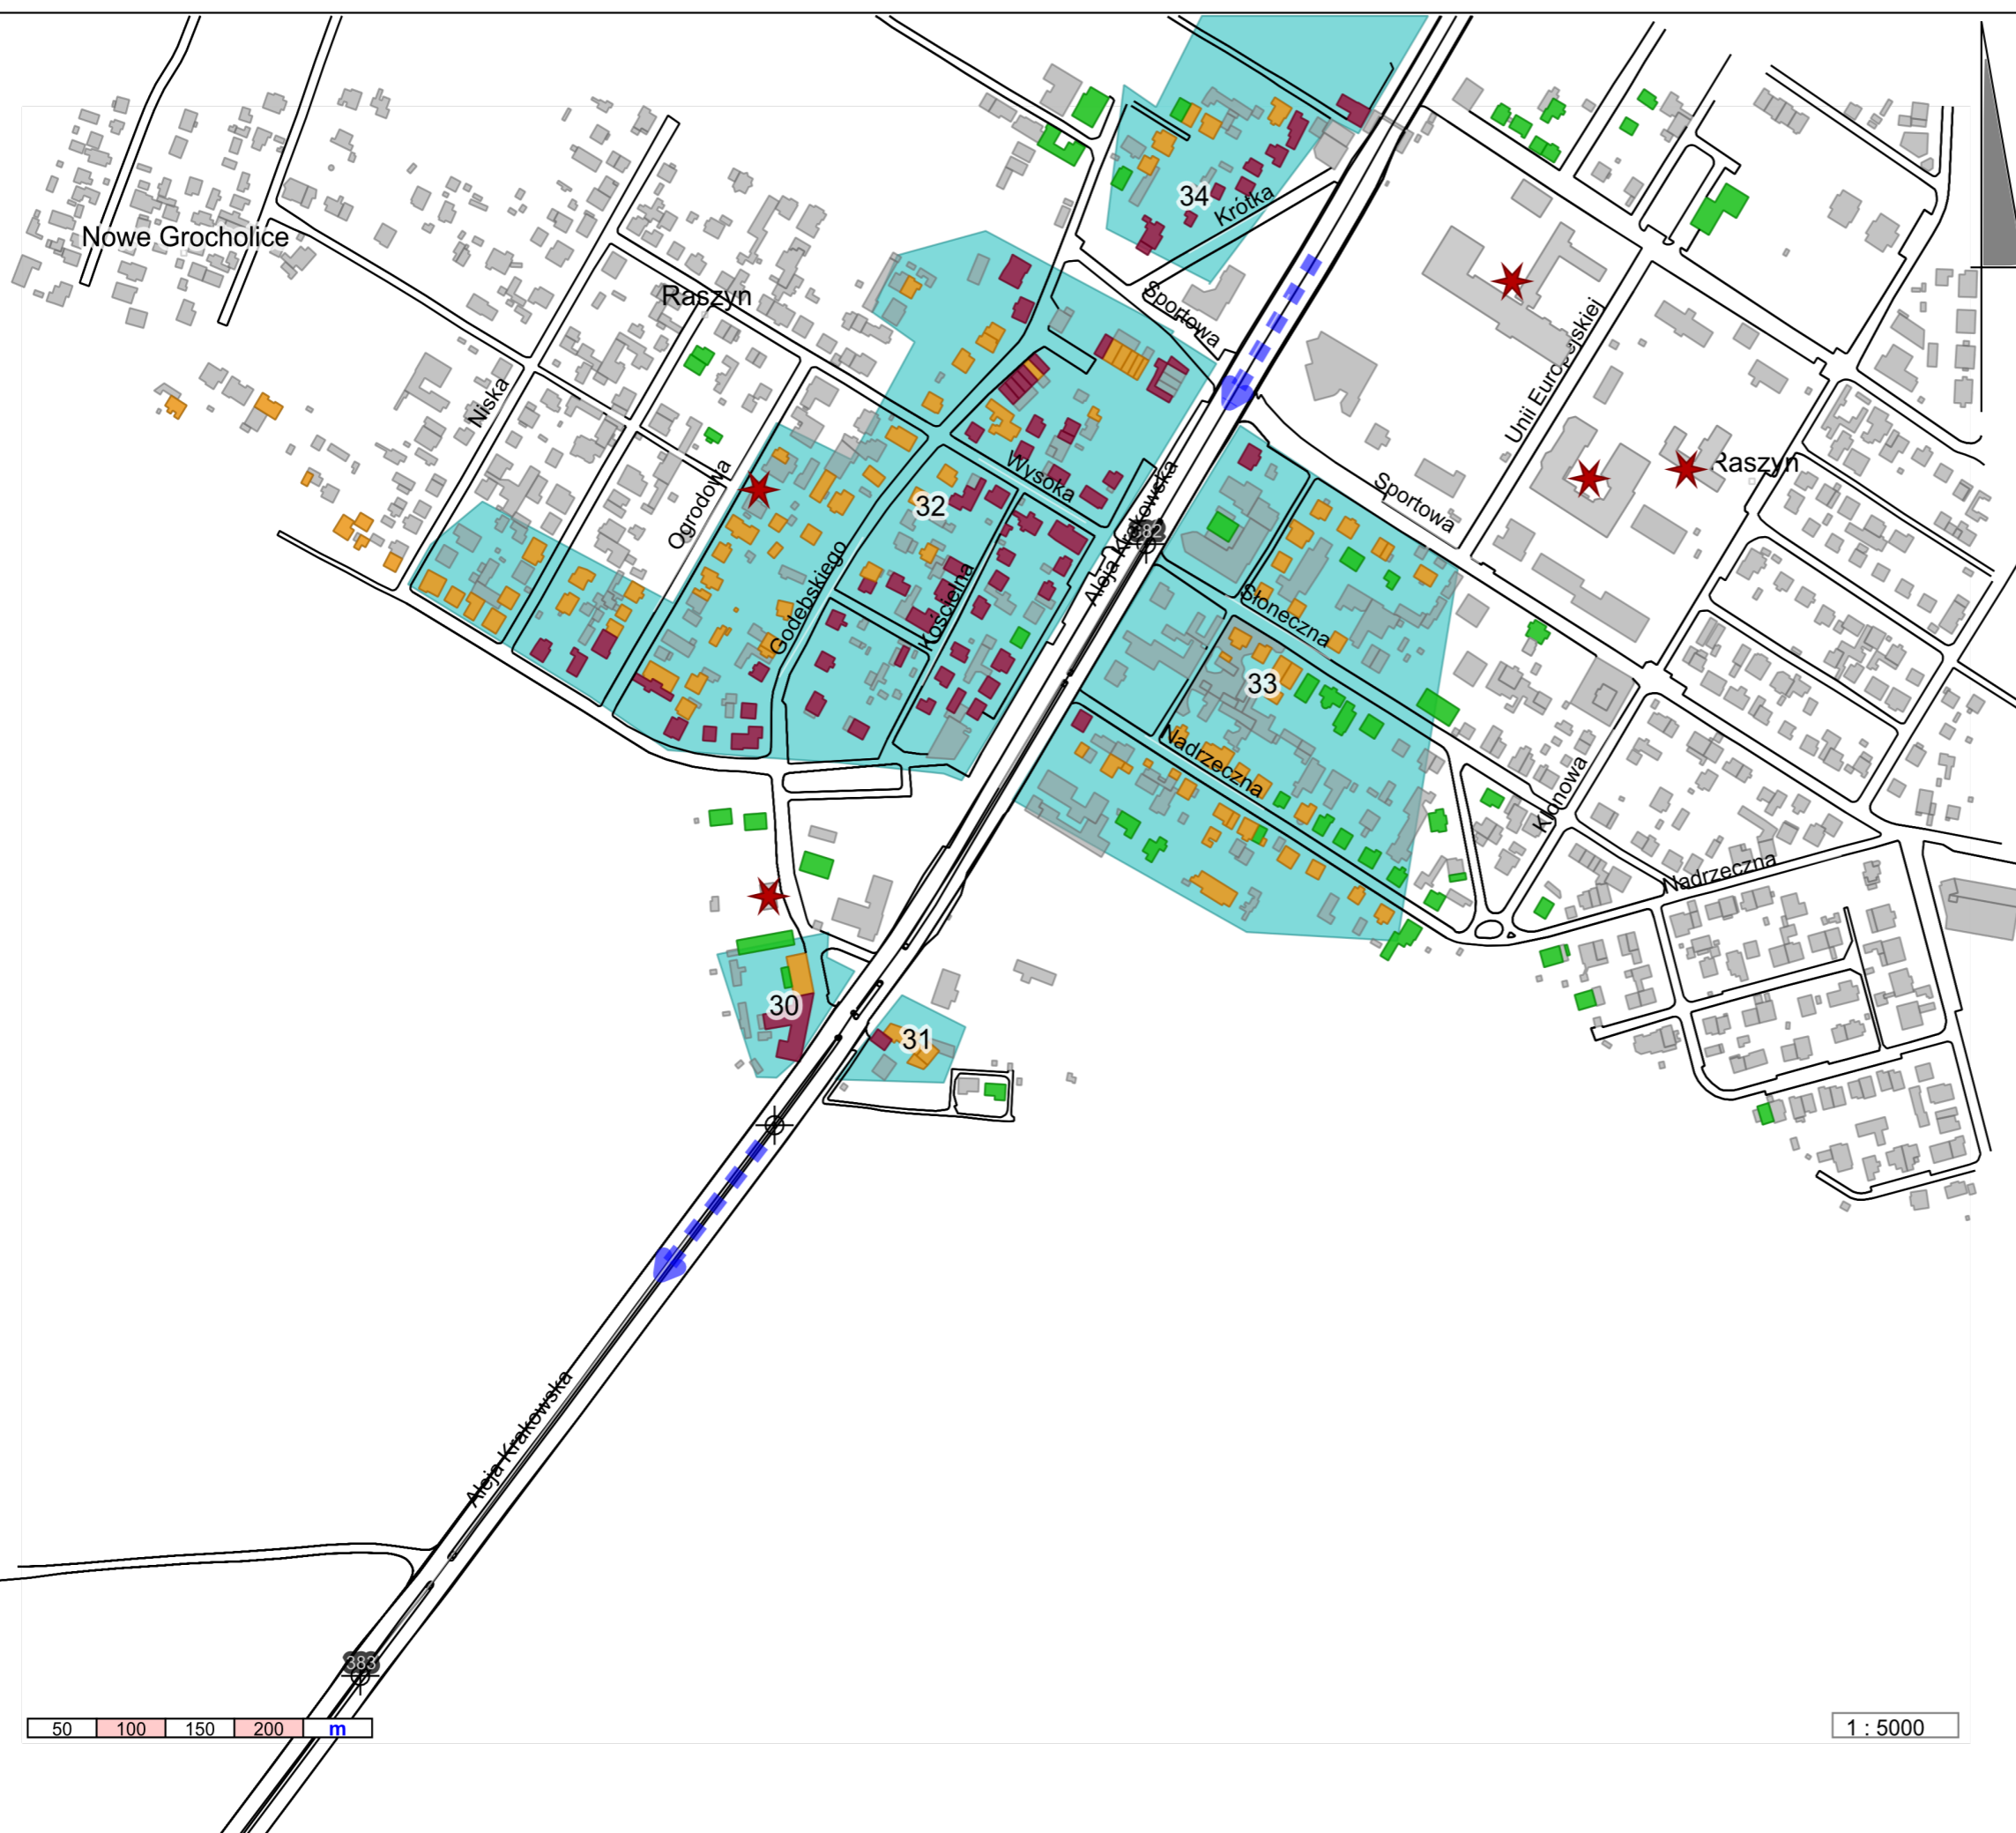 34
Krótka
Nowe Grocholice
Raszyn
Sportowa
Unii Europejskiej
Niska
Ogrodowa
Wysoka
32
Raszyn
Sportowa
Aleja Krakowska
382
Godebskiego
Kościelna
Słoneczna
33
Nadrzeczna
Klonowa
Nadrzeczna
30
31
Aleja Krakowska
383
50 100 150 200 m
1 : 5000